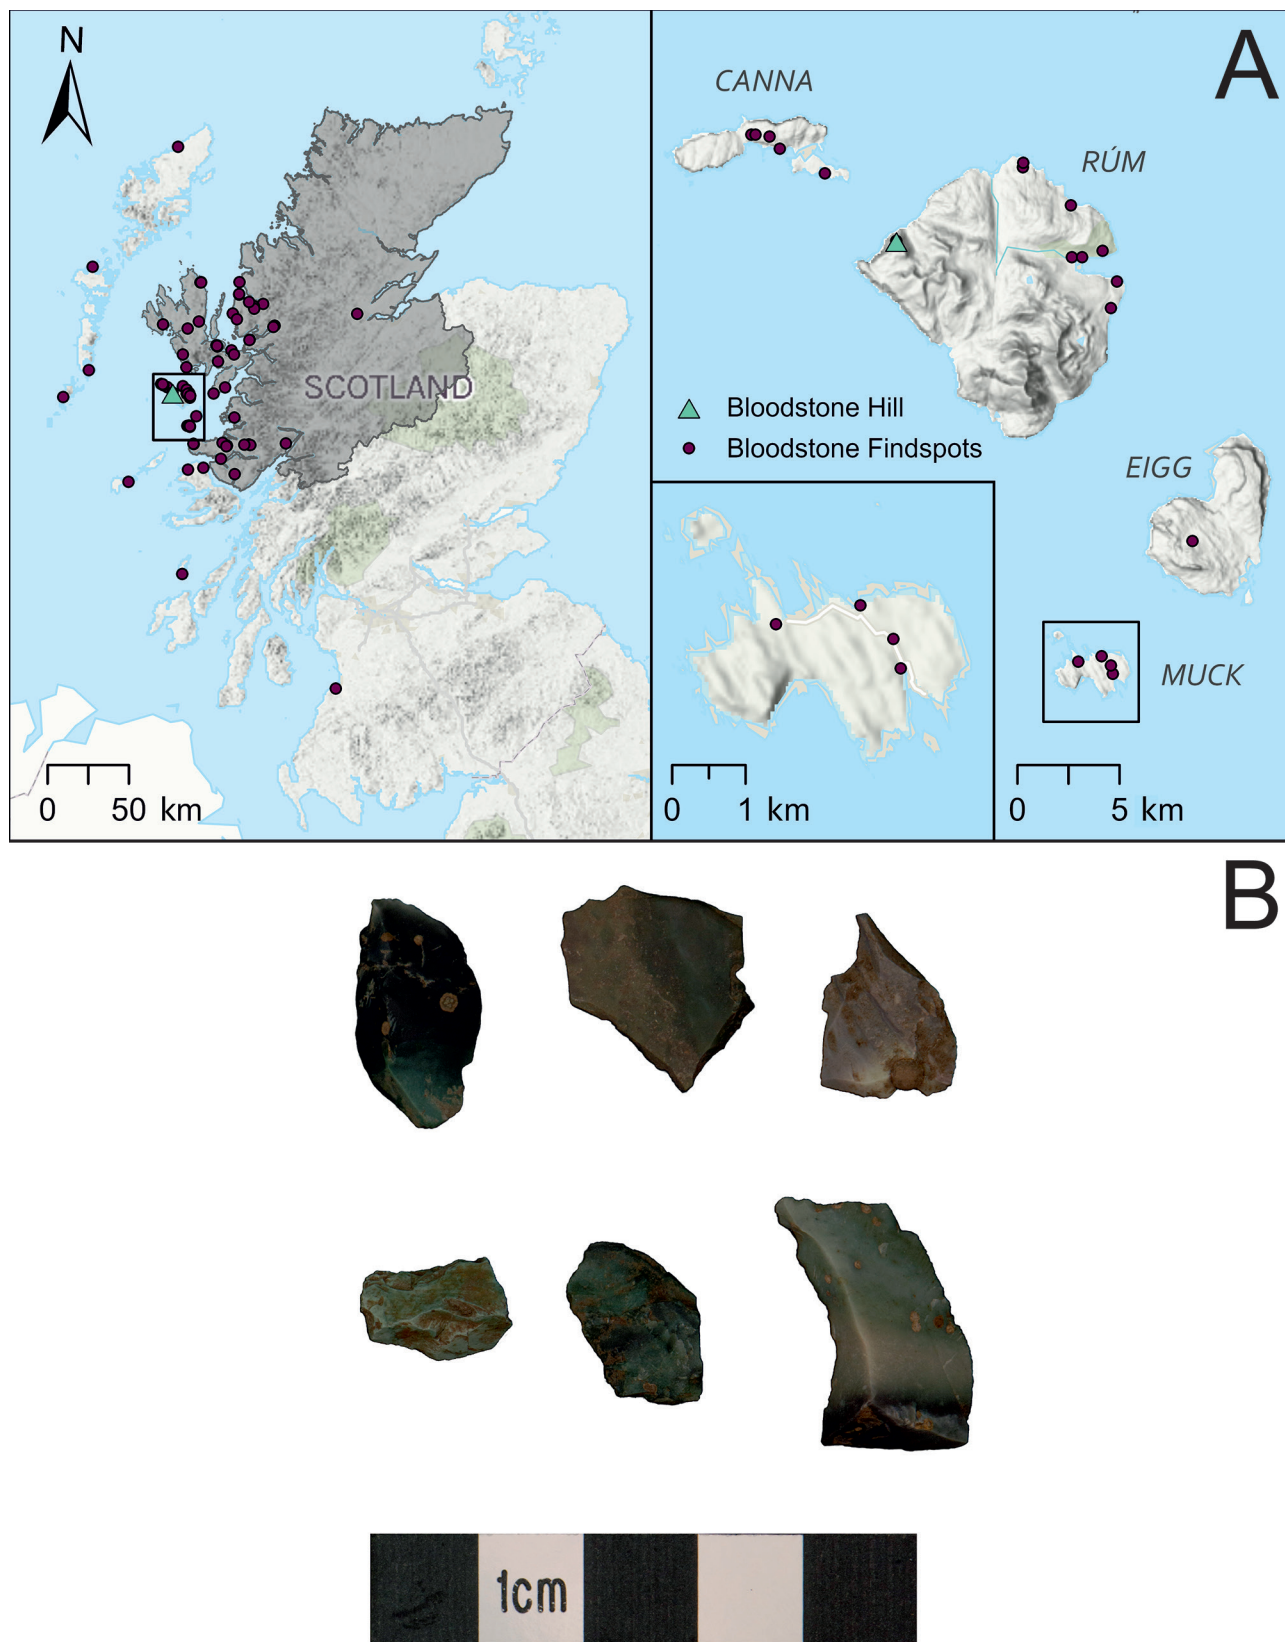 N
SCOTLAND
0 50 km
A
CANNA
RÚM
Bloodstone Hill
Bloodstone Findspots
EIGG
MUCK
0 1 km
0 5 km
B
1cm